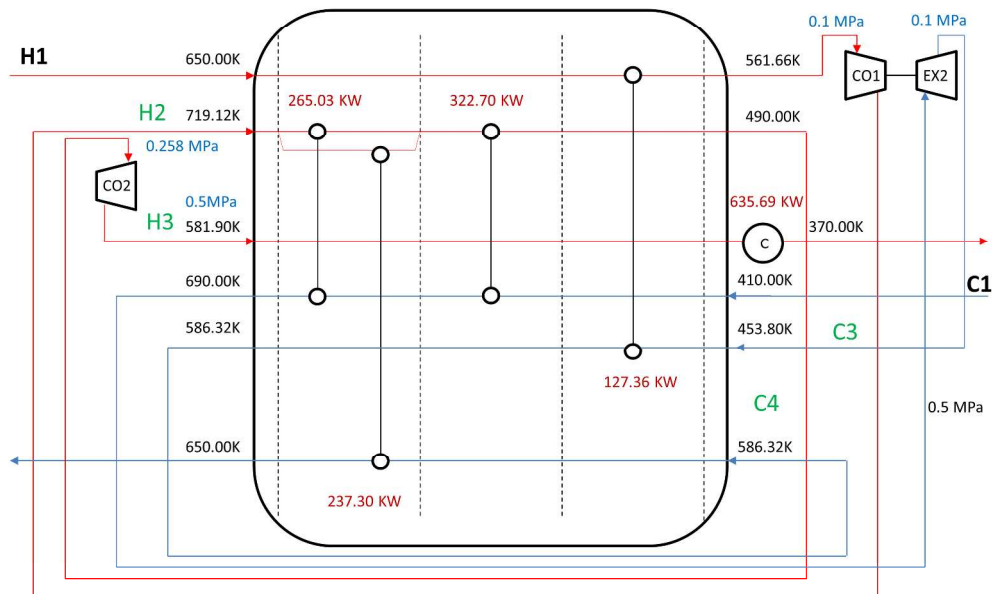 0.1 MPa
0.1 MPa
H1
650.00K
561.66K
CO1
EX2
265.03 KW
322.70 KW
H2
719.12K
490.00K
0.258 MPa
CO2
0.5MPa
635.69 KW
H3
581.90K
370.00K
C
690.00K
410.00K
C1
586.32K
453.80K
C3
127.36 KW
C4
0.5 MPa
650.00K
586.32K
237.30 KW